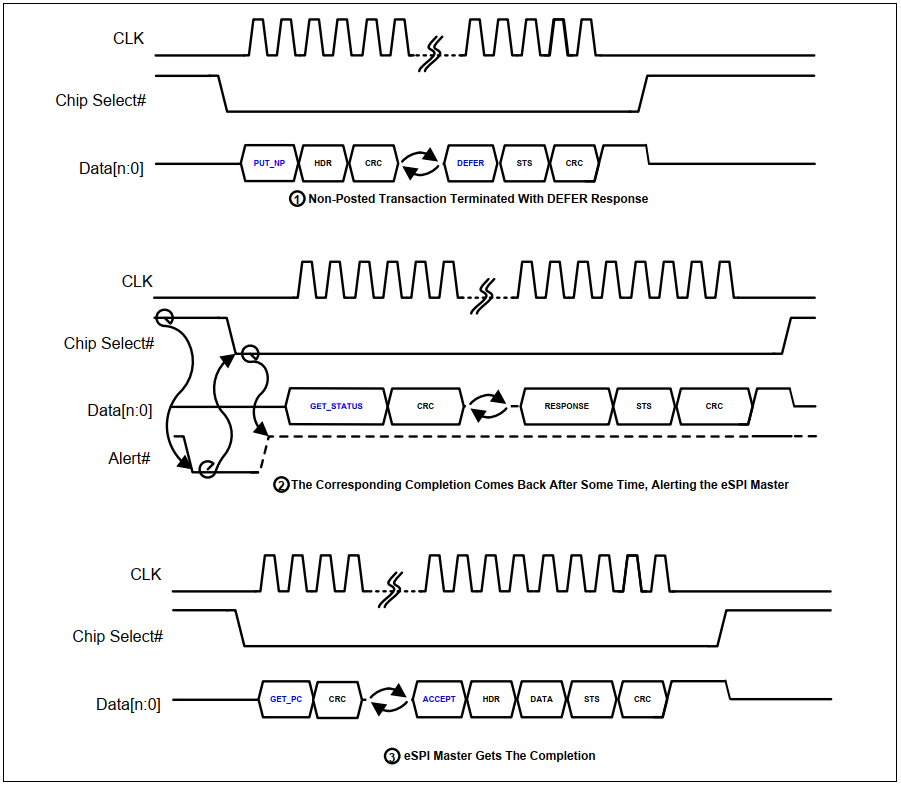 CLK
Chip Select#
Data[n:0]
PUT_NP HDR CRC DEFER STS CRC
1 Non-Posted Transaction Terminated With DEFER Response
CLK
Chip Select#
Data[n:0]
GET_STATUS CRC RESPONSE STS CRC
Alert#
2 The Corresponding Completion Comes Back After Some Time, Alerting the eSPI Master
CLK
Chip Select#
Data[n:0]
GET_PC CRC ACCEPT HDR DATA STS CRC
3 eSPI Master Gets The Completion